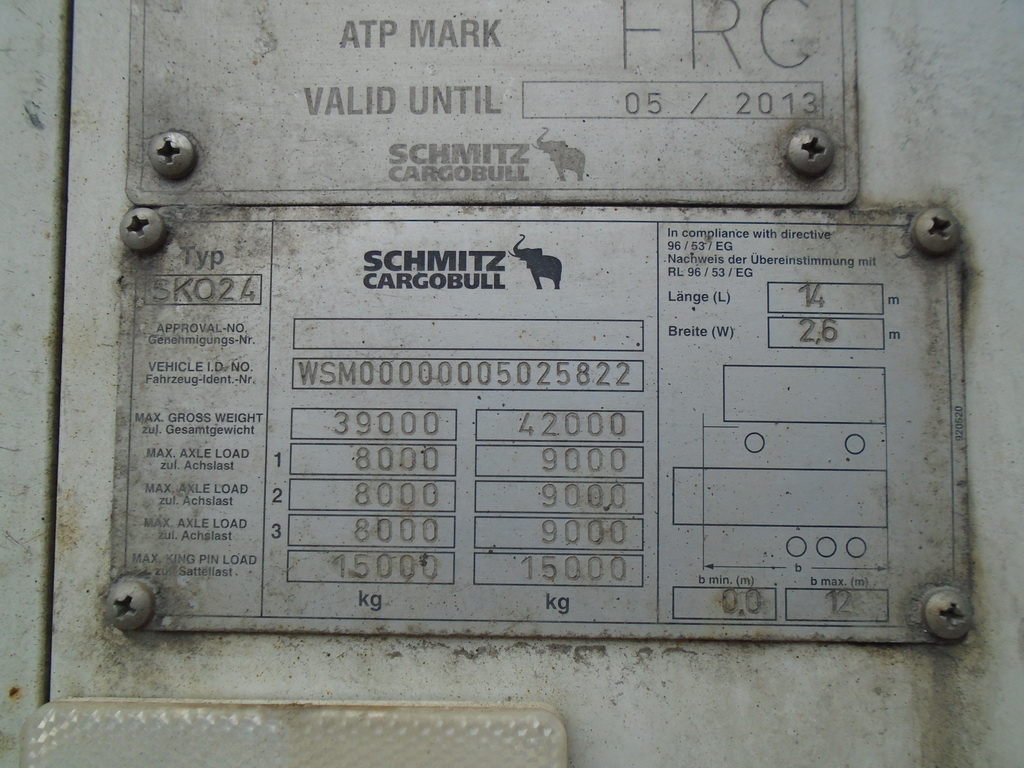 ATP MARK FRC
VALID UNTIL 05 / 2013
SCHMITZ
CARGOBULL
Typ
SKO24
SCHMITZ
CARGOBULL
APPROVAL-NO.
Genehmigungs-Nr.
VEHICLE I.D.-NO.
Fahrzeug-Ident.-Nr.
WSM00000005025822
MAX. GROSS WEIGHT
zul. Gesamtgewicht
39000 42000
MAX. AXLE LOAD
zul. Achslast
1 8000 9000
MAX. AXLE LOAD
zul. Achslast
2 8000 9000
MAX. AXLE LOAD
zul. Achslast
3 8000 9000
MAX. KING PIN LOAD
zul. Sattellast
15000 15000
kg kg
In compliance with directive
96 / 53 / EG
Nachweis der Übereinstimmung mit
RL 96 / 53 / EG
Länge (L) 14 m
Breite (W) 2,6 m
b
b min. (m) b max. (m)
0.0 12
920520